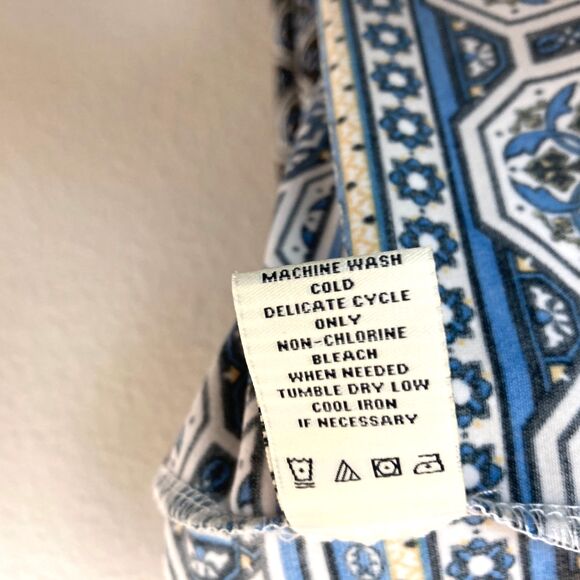 MACHINE WASH
COLD
DELICATE CYCLE
ONLY
NON-CHLORINE
BLEACH
WHEN NEEDED
TUMBLE DRY LOW
COOL IRON
IF NECESSARY